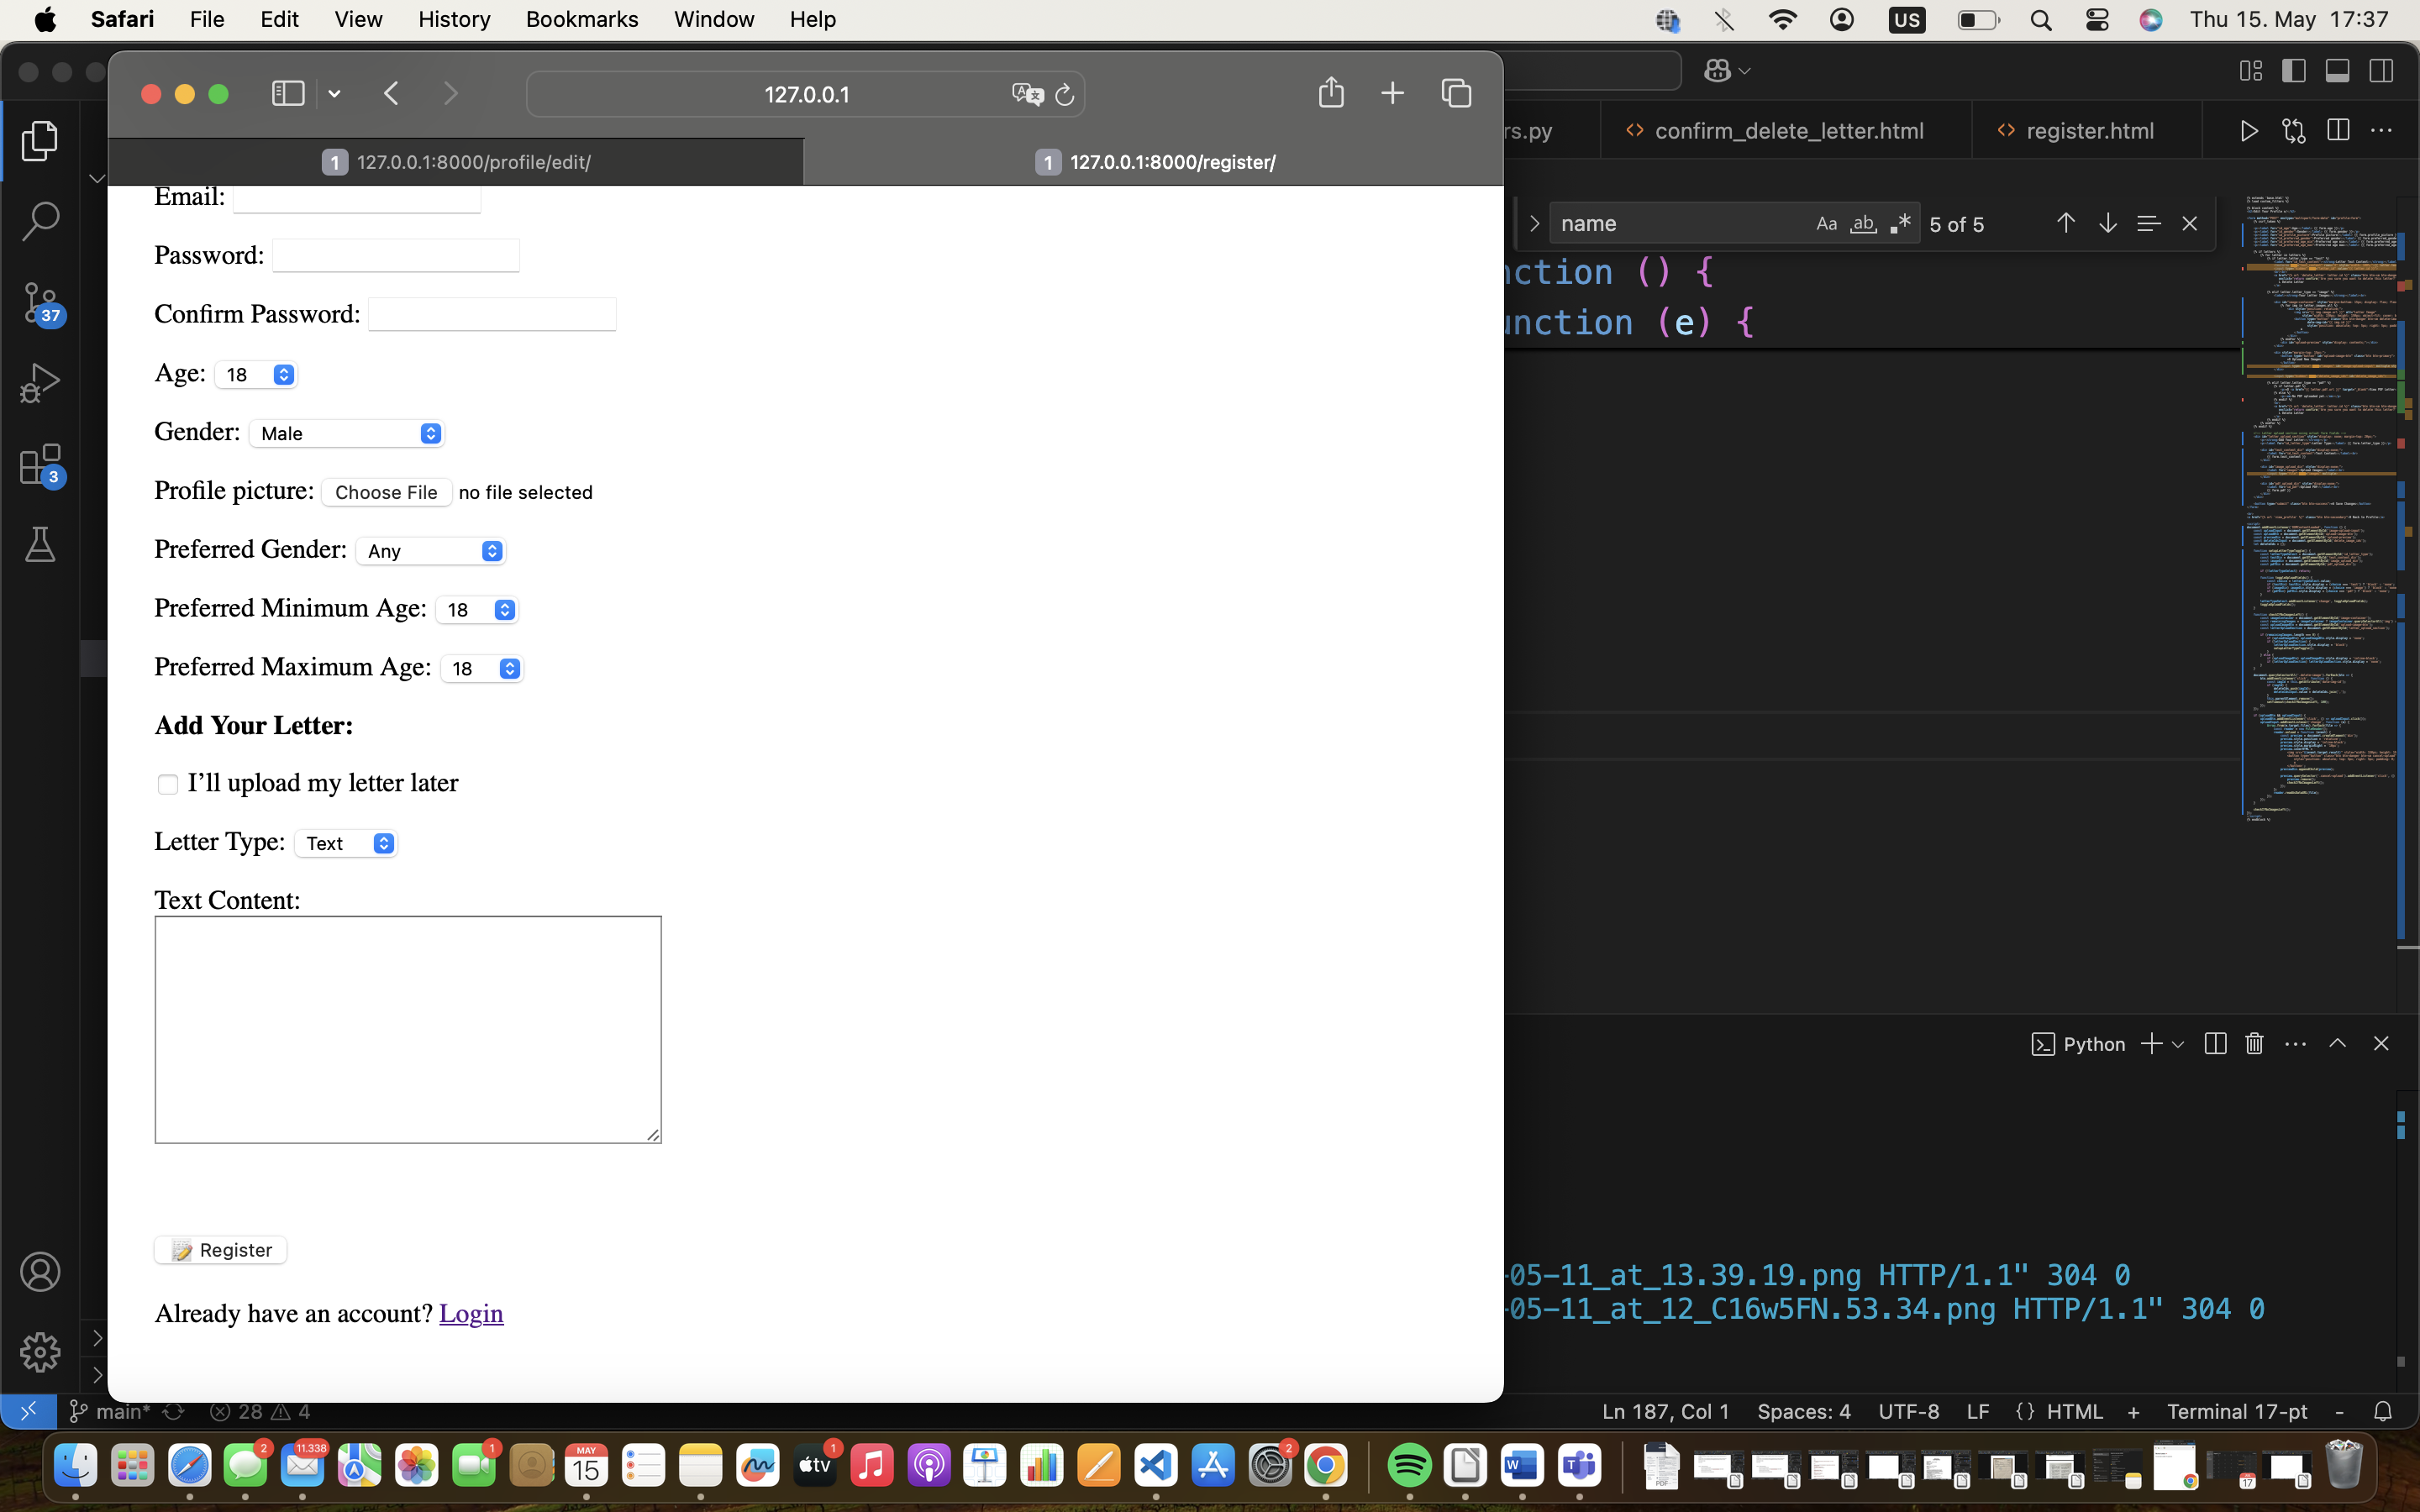 Safari File Edit View History Bookmarks Window Help US Thu 15. May 17:37
127.0.0.1
1 127.0.0.1:8000/profile/edit/ 1 127.0.0.1:8000/register/
rs.py <> confirm_delete_letter.html <> register.html
name Aa ab 5 of 5
nction () {
unction (e) {
37
3
Email:
Password:
Confirm Password:
Age: 18
Gender: Male
Profile picture: Choose File no file selected
Preferred Gender: Any
Preferred Minimum Age: 18
Preferred Maximum Age: 18
Add Your Letter:
I’ll upload my letter later
Letter Type: Text
Text Content:
Register
Already have an account? Login
Python
-05-11_at_13.39.19.png HTTP/1.1" 304 0
-05-11_at_12_C16w5FN.53.34.png HTTP/1.1" 304 0
main* 28 4 Ln 187, Col 1 Spaces: 4 UTF-8 LF {} HTML + Terminal 17-pt -
2 11.338 1 MAY 15 tv 1 2 W T PDF 17